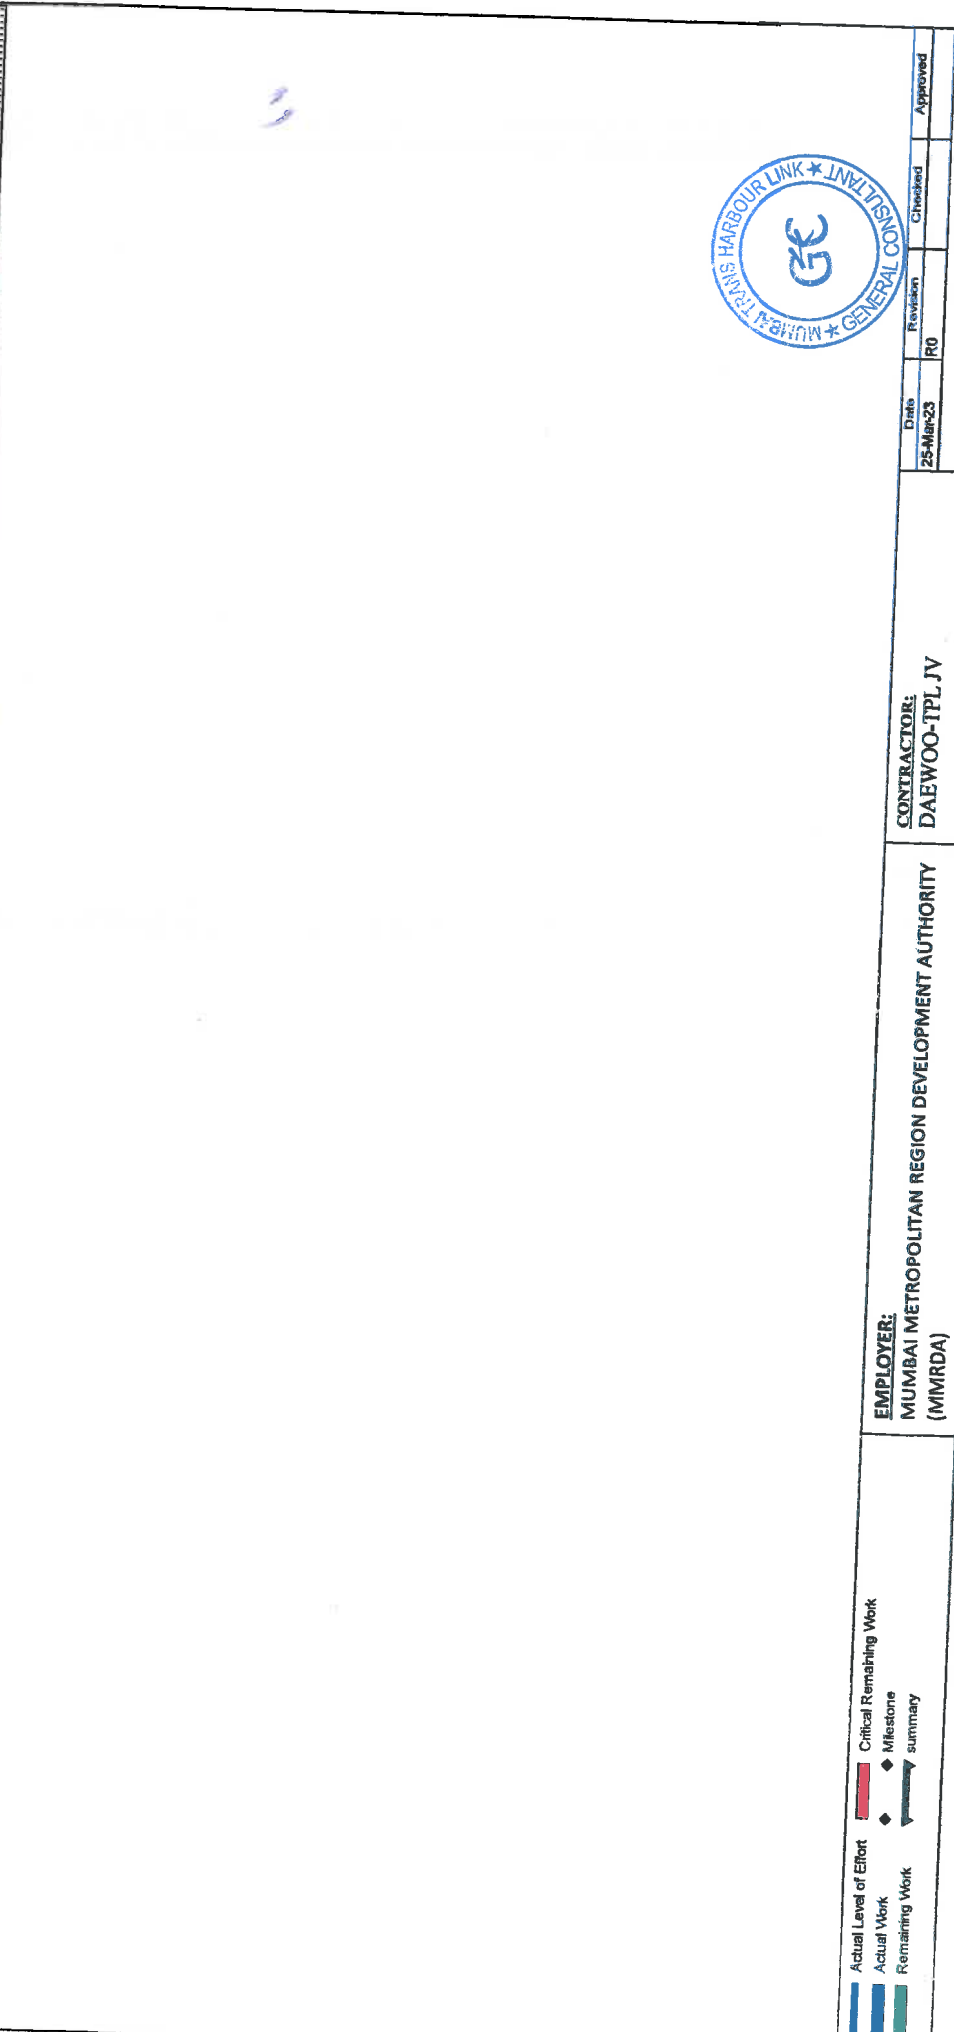 Actual Level of Effort
Actual Work
Remaining Work
Critical Remaining Work
Milestone
summary
EMPLOYER:
MUMBAI METROPOLITAN REGION DEVELOPMENT AUTHORITY
(MMRDA)
CONTRACTOR:
DAEWOO-TPL JV
Date Revision Checked Approved
25-Mar-23 R0
MUMBAI TRANS HARBOUR LINK ★ GENERAL CONSULTANT ★
GC